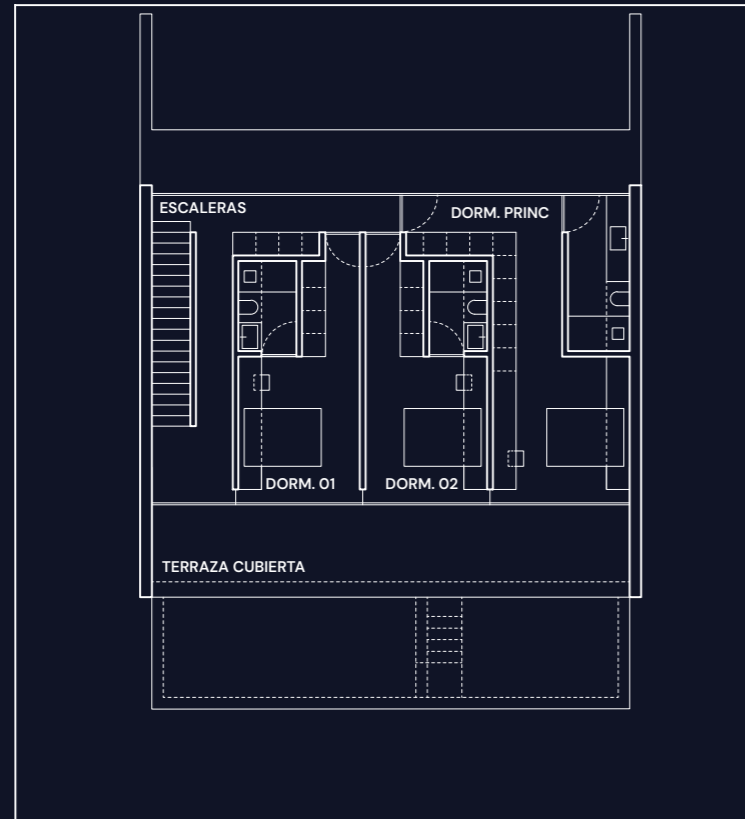 ESCALERAS
DORM. PRINC
DORM. 01
DORM. 02
TERRAZA CUBIERTA